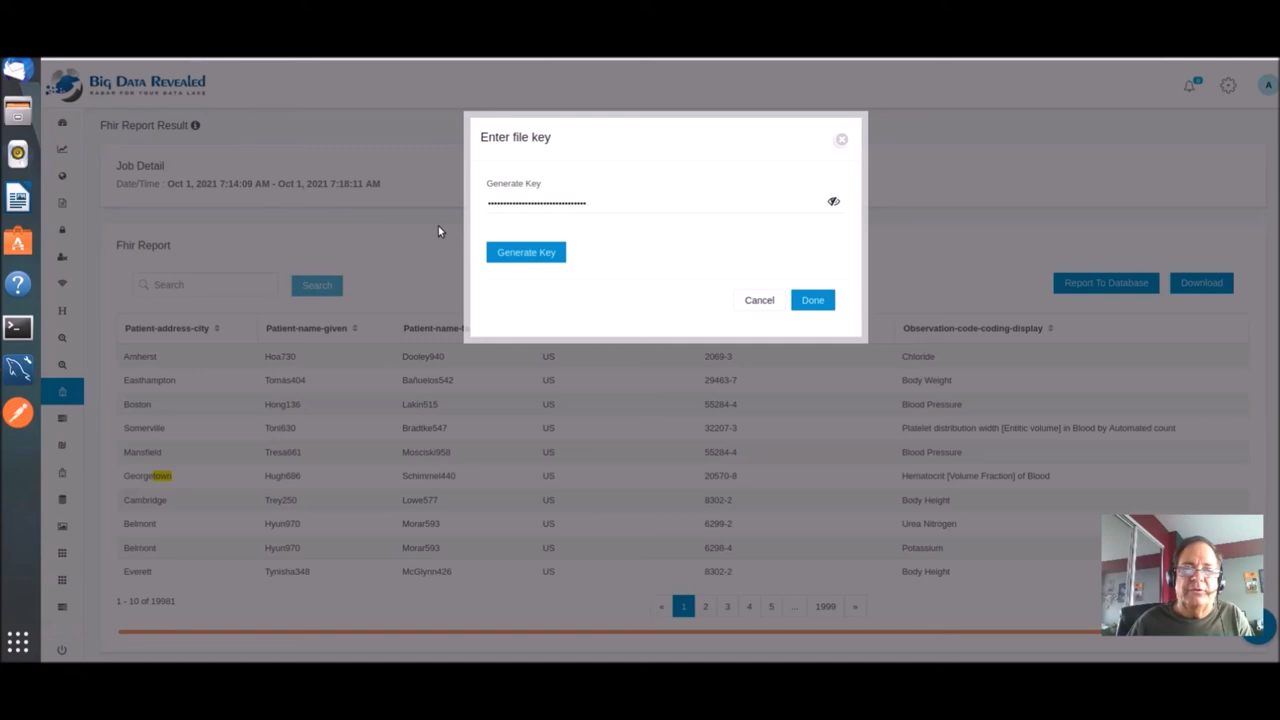 BIG DATA REVEALED
RADAR FOR YOUR DATA LAKE
A
Fhir Report Result
Job Detail
Date/Time : Oct 1, 2021 7:14:09 AM - Oct 1, 2021 7:18:11 AM
Enter file key
Generate Key
••••••••••••••••••••••••••••••••
Generate Key
Cancel Done
Fhir Report
Search Search Report To Database Download
Patient-address-city Patient-name-given Patient-name-f Observation-code-coding-display
Amherst Hoa730 Dooley940 US 2069-3 Chloride
Easthampton Tomás404 Bañuelos542 US 29463-7 Body Weight
Boston Hong136 Lakin515 US 55284-4 Blood Pressure
Somerville Toni630 Bradtke547 US 32207-3 Platelet distribution width [Entitic volume] in Blood by Automated count
Mansfield Tresa661 Mosciski958 US 55284-4 Blood Pressure
Georgetown Hugh686 Schimmel440 US 20570-8 Hematocrit [Volume Fraction] of Blood
Cambridge Trey250 Lowe577 US 8302-2 Body Height
Belmont Hyun970 Morar593 US 6299-2 Urea Nitrogen
Belmont Hyun970 Morar593 US 6298-4 Potassium
Everett Tynisha348 McGlynn426 US 8302-2 Body Height
1 - 10 of 19981 « 1 2 3 4 5 ... 1999 »